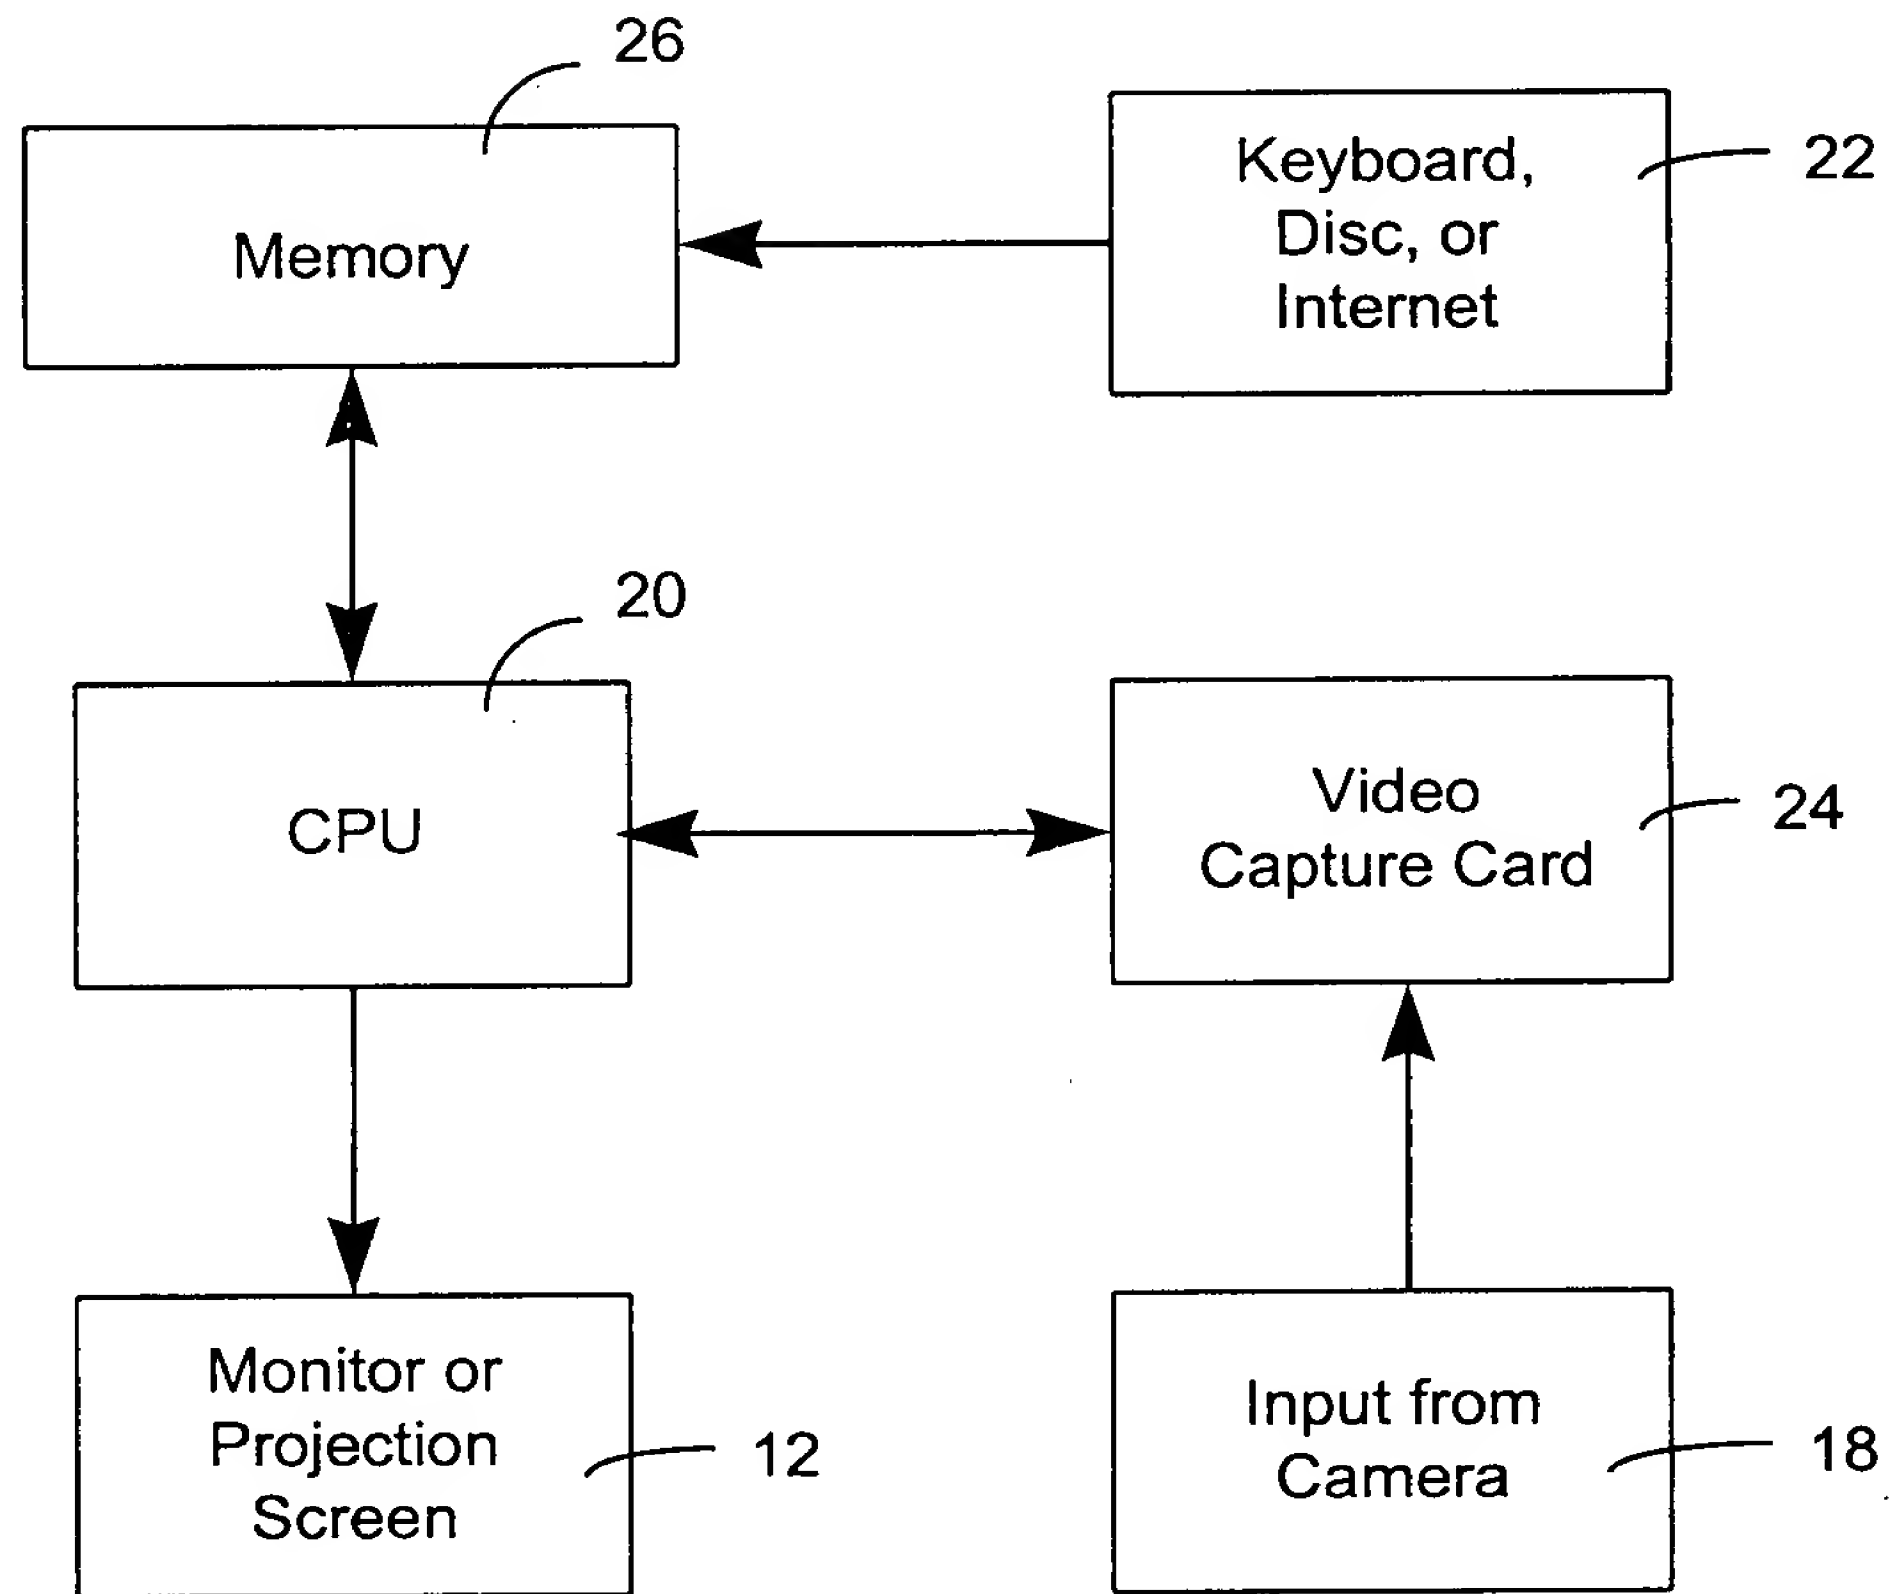 26
Memory
Keyboard,
Disc, or
Internet
22
20
CPU
Video
Capture Card
24
Monitor or
Projection
Screen
12
Input from
Camera
18